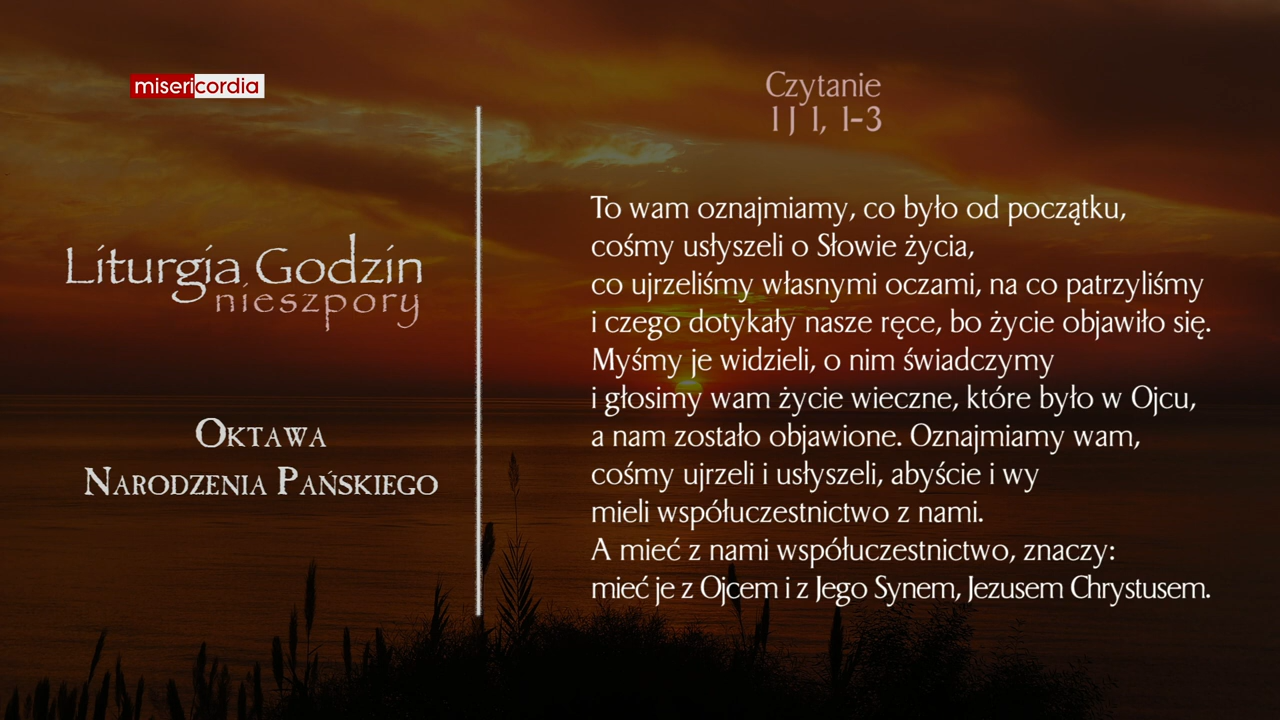 misericordia
Liturgia Godzin
nieszpory
Oktawa
Narodzenia Pańskiego
Czytanie
1 J 1, 1-3
To wam oznajmiamy, co było od początku,
cośmy usłyszeli o Słowie życia,
co ujrzeliśmy własnymi oczami, na co patrzyliśmy
i czego dotykały nasze ręce, bo życie objawiło się.
Myśmy je widzieli, o nim świadczymy
i głosimy wam życie wieczne, które było w Ojcu,
a nam zostało objawione. Oznajmiamy wam,
cośmy ujrzeli i usłyszeli, abyście i wy
mieli współuczestnictwo z nami.
A mieć z nami współuczestnictwo, znaczy:
mieć je z Ojcem i z Jego Synem, Jezusem Chrystusem.